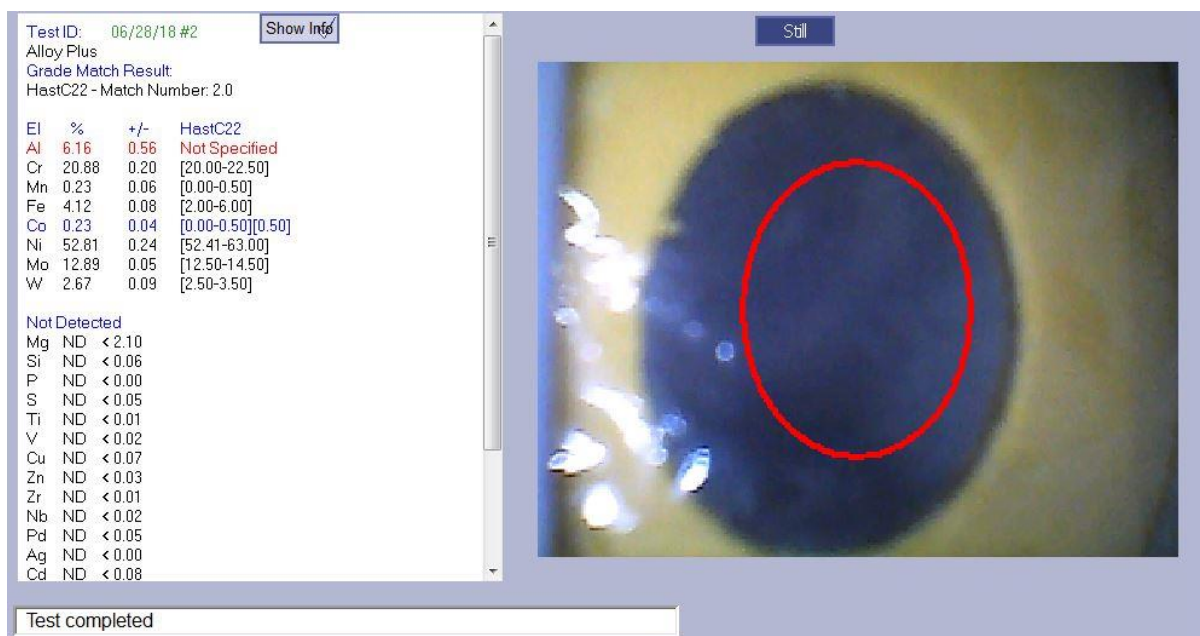 Test ID: 06/28/18 #2 Show Info
Alloy Plus
Grade Match Result:
HastC22 - Match Number: 2.0
El % +/- HastC22
Al 6.16 0.56 Not Specified
Cr 20.88 0.20 [20.00-22.50]
Mn 0.23 0.06 [0.00-0.50]
Fe 4.12 0.08 [2.00-6.00]
Co 0.23 0.04 [0.00-0.50][0.50]
Ni 52.81 0.24 [52.41-63.00]
Mo 12.89 0.05 [12.50-14.50]
W 2.67 0.09 [2.50-3.50]
Not Detected
Mg ND < 2.10
Si ND < 0.06
P ND < 0.00
S ND < 0.05
Ti ND < 0.01
V ND < 0.02
Cu ND < 0.07
Zn ND < 0.03
Zr ND < 0.01
Nb ND < 0.02
Pd ND < 0.05
Ag ND < 0.00
Cd ND < 0.08
Still
Test completed